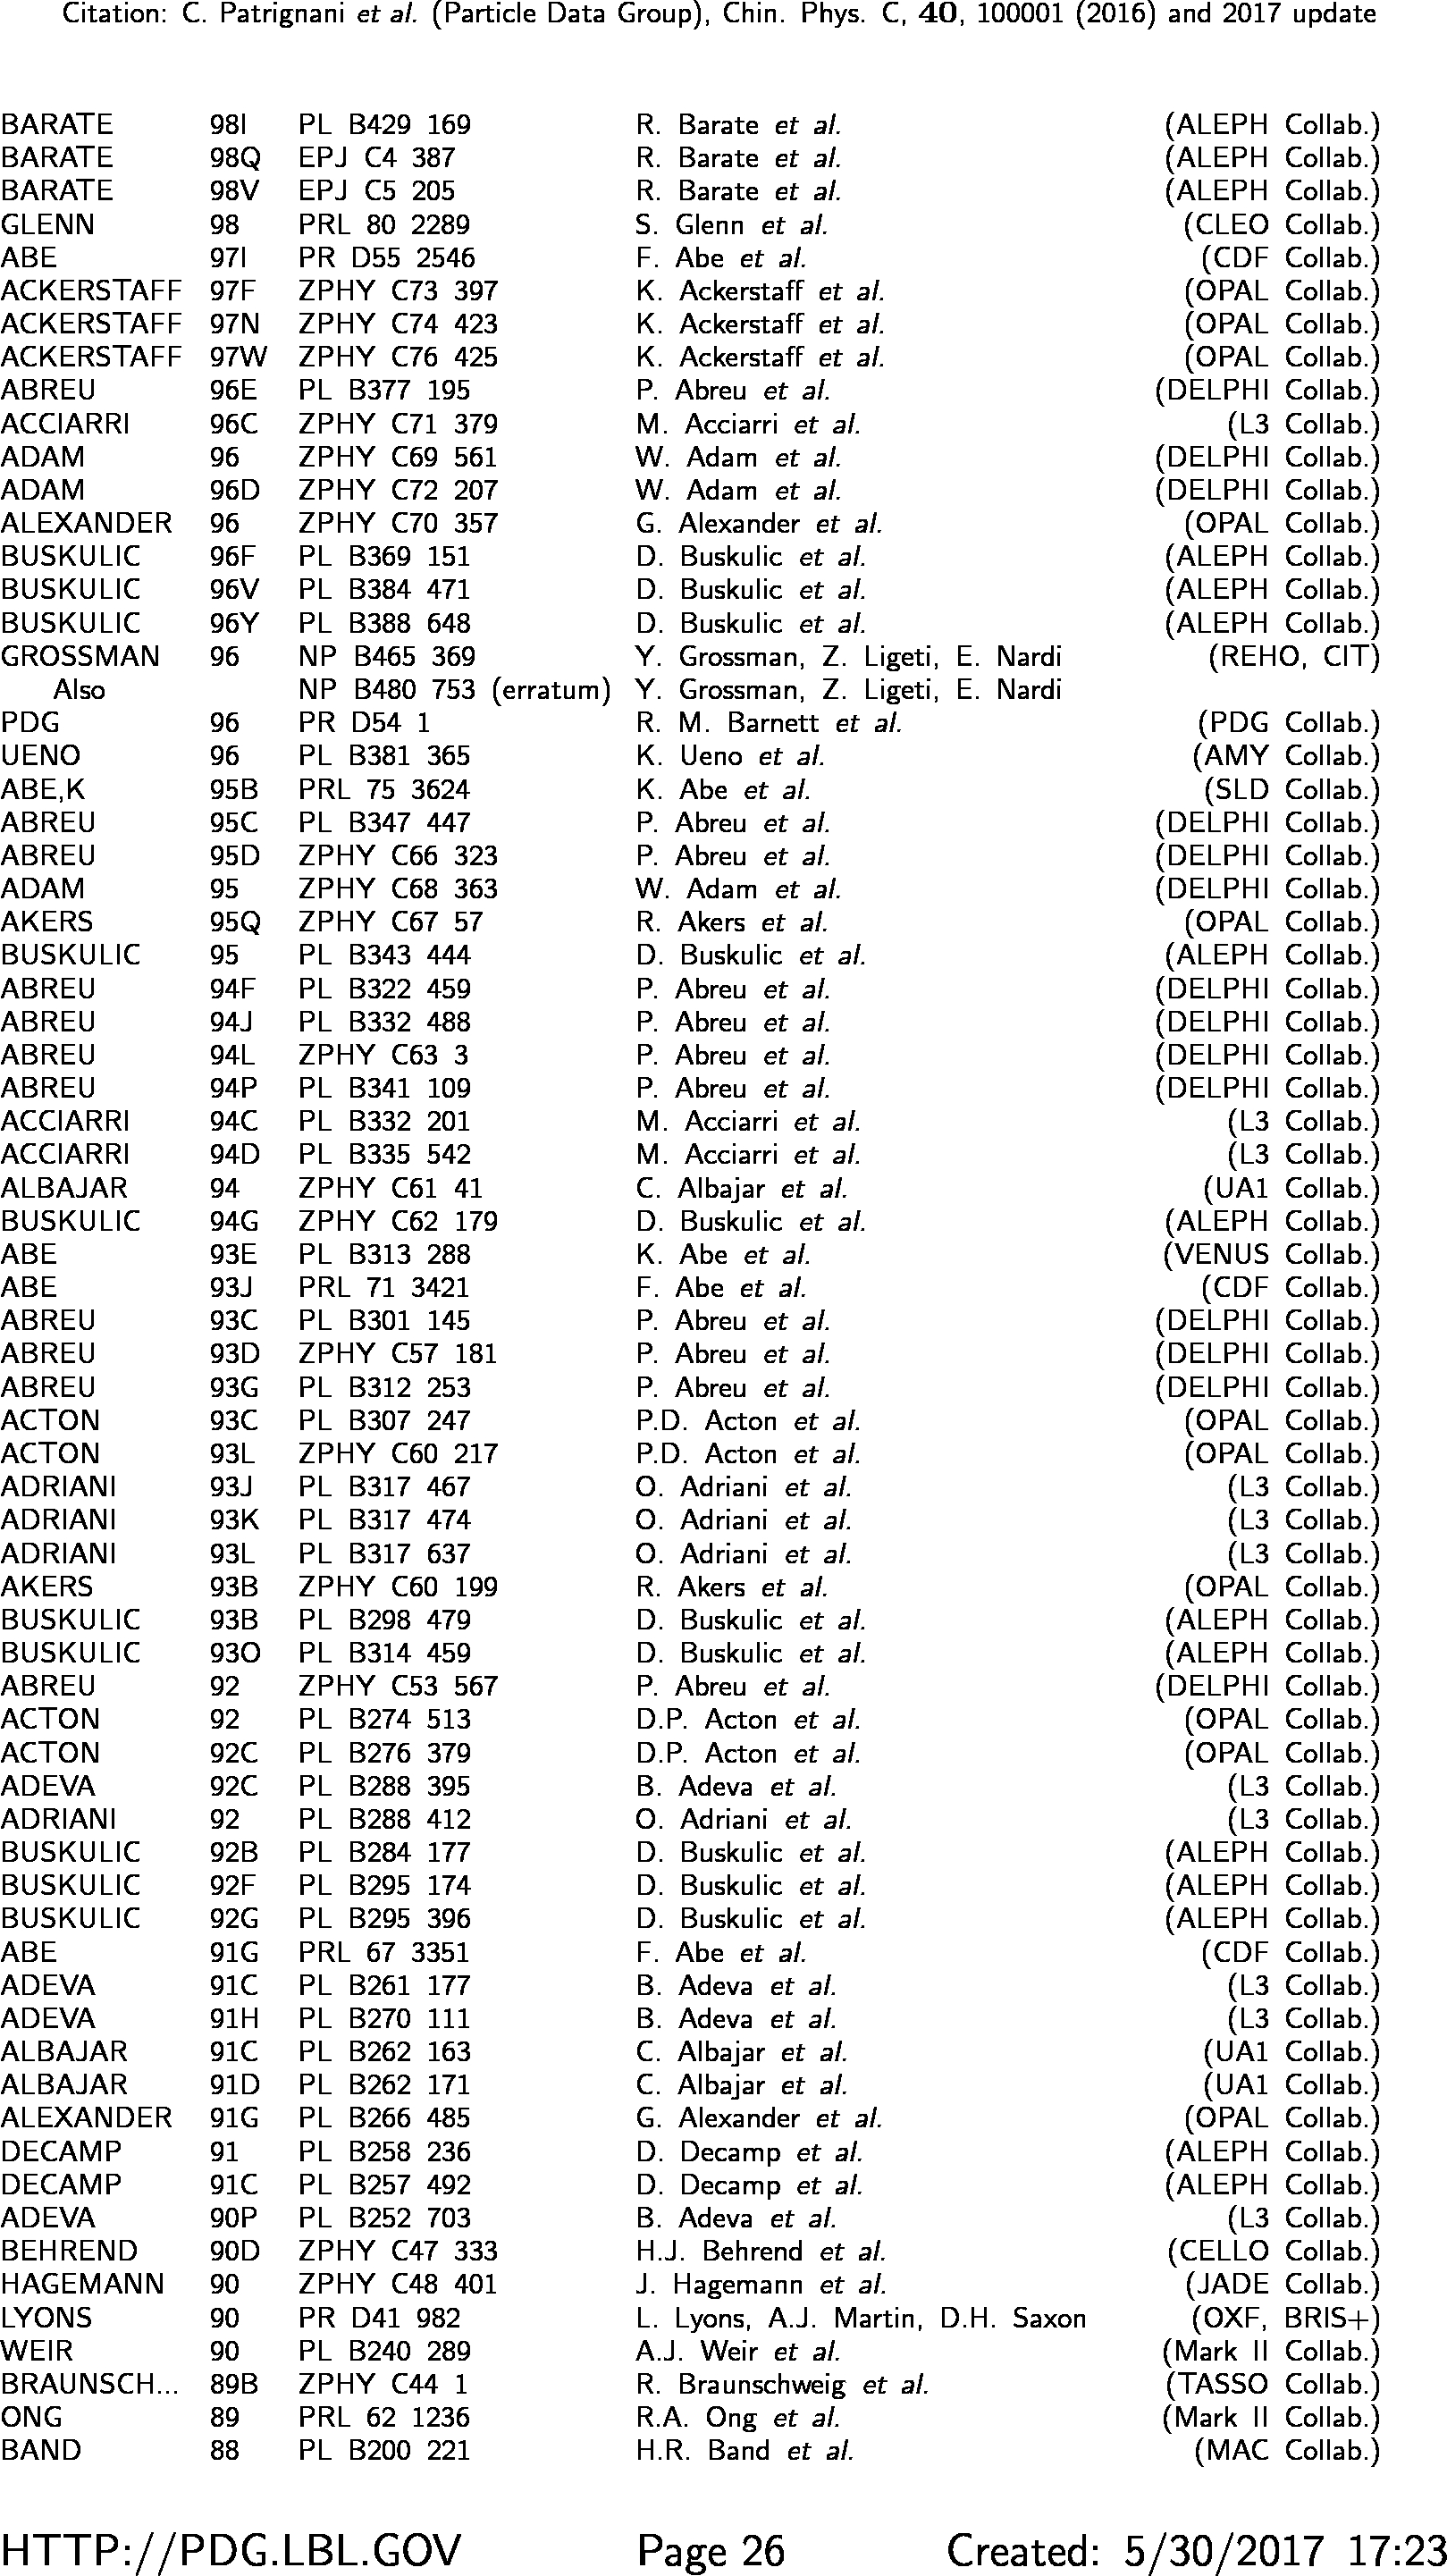 Citation: C. Patrignani et al. (Particle Data Group), Chin. Phys. C, 40, 100001 (2016) and 2017 update
BARATE 98I PL B429 169 R. Barate et al. (ALEPH Collab.)
BARATE 98Q EPJ C4 387 R. Barate et al. (ALEPH Collab.)
BARATE 98V EPJ C5 205 R. Barate et al. (ALEPH Collab.)
GLENN 98 PRL 80 2289 S. Glenn et al. (CLEO Collab.)
ABE 97I PR D55 2546 F. Abe et al. (CDF Collab.)
ACKERSTAFF 97F ZPHY C73 397 K. Ackerstaff et al. (OPAL Collab.)
ACKERSTAFF 97N ZPHY C74 423 K. Ackerstaff et al. (OPAL Collab.)
ACKERSTAFF 97W ZPHY C76 425 K. Ackerstaff et al. (OPAL Collab.)
ABREU 96E PL B377 195 P. Abreu et al. (DELPHI Collab.)
ACCIARRI 96C ZPHY C71 379 M. Acciarri et al. (L3 Collab.)
ADAM 96 ZPHY C69 561 W. Adam et al. (DELPHI Collab.)
ADAM 96D ZPHY C72 207 W. Adam et al. (DELPHI Collab.)
ALEXANDER 96 ZPHY C70 357 G. Alexander et al. (OPAL Collab.)
BUSKULIC 96F PL B369 151 D. Buskulic et al. (ALEPH Collab.)
BUSKULIC 96V PL B384 471 D. Buskulic et al. (ALEPH Collab.)
BUSKULIC 96Y PL B388 648 D. Buskulic et al. (ALEPH Collab.)
GROSSMAN 96 NP B465 369 Y. Grossman, Z. Ligeti, E. Nardi (REHO, CIT)
Also NP B480 753 (erratum) Y. Grossman, Z. Ligeti, E. Nardi
PDG 96 PR D54 1 R. M. Barnett et al. (PDG Collab.)
UENO 96 PL B381 365 K. Ueno et al. (AMY Collab.)
ABE,K 95B PRL 75 3624 K. Abe et al. (SLD Collab.)
ABREU 95C PL B347 447 P. Abreu et al. (DELPHI Collab.)
ABREU 95D ZPHY C66 323 P. Abreu et al. (DELPHI Collab.)
ADAM 95 ZPHY C68 363 W. Adam et al. (DELPHI Collab.)
AKERS 95Q ZPHY C67 57 R. Akers et al. (OPAL Collab.)
BUSKULIC 95 PL B343 444 D. Buskulic et al. (ALEPH Collab.)
ABREU 94F PL B322 459 P. Abreu et al. (DELPHI Collab.)
ABREU 94J PL B332 488 P. Abreu et al. (DELPHI Collab.)
ABREU 94L ZPHY C63 3 P. Abreu et al. (DELPHI Collab.)
ABREU 94P PL B341 109 P. Abreu et al. (DELPHI Collab.)
ACCIARRI 94C PL B332 201 M. Acciarri et al. (L3 Collab.)
ACCIARRI 94D PL B335 542 M. Acciarri et al. (L3 Collab.)
ALBAJAR 94 ZPHY C61 41 C. Albajar et al. (UA1 Collab.)
BUSKULIC 94G ZPHY C62 179 D. Buskulic et al. (ALEPH Collab.)
ABE 93E PL B313 288 K. Abe et al. (VENUS Collab.)
ABE 93J PRL 71 3421 F. Abe et al. (CDF Collab.)
ABREU 93C PL B301 145 P. Abreu et al. (DELPHI Collab.)
ABREU 93D ZPHY C57 181 P. Abreu et al. (DELPHI Collab.)
ABREU 93G PL B312 253 P. Abreu et al. (DELPHI Collab.)
ACTON 93C PL B307 247 P.D. Acton et al. (OPAL Collab.)
ACTON 93L ZPHY C60 217 P.D. Acton et al. (OPAL Collab.)
ADRIANI 93J PL B317 467 O. Adriani et al. (L3 Collab.)
ADRIANI 93K PL B317 474 O. Adriani et al. (L3 Collab.)
ADRIANI 93L PL B317 637 O. Adriani et al. (L3 Collab.)
AKERS 93B ZPHY C60 199 R. Akers et al. (OPAL Collab.)
BUSKULIC 93B PL B298 479 D. Buskulic et al. (ALEPH Collab.)
BUSKULIC 93O PL B314 459 D. Buskulic et al. (ALEPH Collab.)
ABREU 92 ZPHY C53 567 P. Abreu et al. (DELPHI Collab.)
ACTON 92 PL B274 513 D.P. Acton et al. (OPAL Collab.)
ACTON 92C PL B276 379 D.P. Acton et al. (OPAL Collab.)
ADEVA 92C PL B288 395 B. Adeva et al. (L3 Collab.)
ADRIANI 92 PL B288 412 O. Adriani et al. (L3 Collab.)
BUSKULIC 92B PL B284 177 D. Buskulic et al. (ALEPH Collab.)
BUSKULIC 92F PL B295 174 D. Buskulic et al. (ALEPH Collab.)
BUSKULIC 92G PL B295 396 D. Buskulic et al. (ALEPH Collab.)
ABE 91G PRL 67 3351 F. Abe et al. (CDF Collab.)
ADEVA 91C PL B261 177 B. Adeva et al. (L3 Collab.)
ADEVA 91H PL B270 111 B. Adeva et al. (L3 Collab.)
ALBAJAR 91C PL B262 163 C. Albajar et al. (UA1 Collab.)
ALBAJAR 91D PL B262 171 C. Albajar et al. (UA1 Collab.)
ALEXANDER 91G PL B266 485 G. Alexander et al. (OPAL Collab.)
DECAMP 91 PL B258 236 D. Decamp et al. (ALEPH Collab.)
DECAMP 91C PL B257 492 D. Decamp et al. (ALEPH Collab.)
ADEVA 90P PL B252 703 B. Adeva et al. (L3 Collab.)
BEHREND 90D ZPHY C47 333 H.J. Behrend et al. (CELLO Collab.)
HAGEMANN 90 ZPHY C48 401 J. Hagemann et al. (JADE Collab.)
LYONS 90 PR D41 982 L. Lyons, A.J. Martin, D.H. Saxon (OXF, BRIS+)
WEIR 90 PL B240 289 A.J. Weir et al. (Mark II Collab.)
BRAUNSCH... 89B ZPHY C44 1 R. Braunschweig et al. (TASSO Collab.)
ONG 89 PRL 62 1236 R.A. Ong et al. (Mark II Collab.)
BAND 88 PL B200 221 H.R. Band et al. (MAC Collab.)
HTTP://PDG.LBL.GOV Page 26 Created: 5/30/2017 17:23